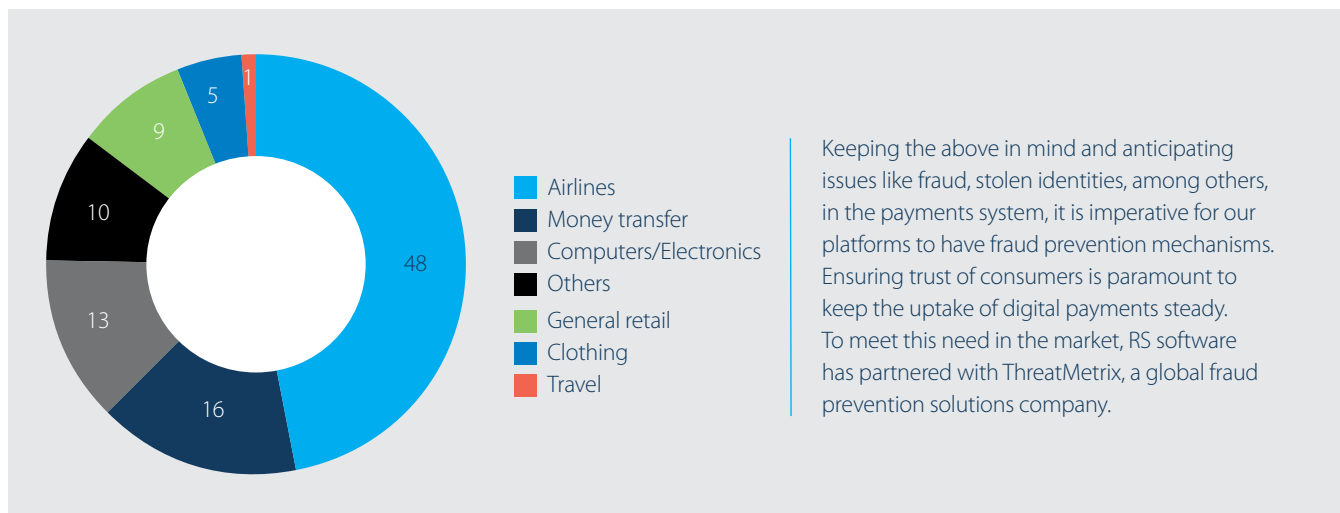 1
5
9
10
13
16
48
Airlines
Money transfer
Computers/Electronics
Others
General retail
Clothing
Travel
Keeping the above in mind and anticipating
issues like fraud, stolen identities, among others,
in the payments system, it is imperative for our
platforms to have fraud prevention mechanisms.
Ensuring trust of consumers is paramount to
keep the uptake of digital payments steady.
To meet this need in the market, RS software
has partnered with ThreatMetrix, a global fraud
prevention solutions company.